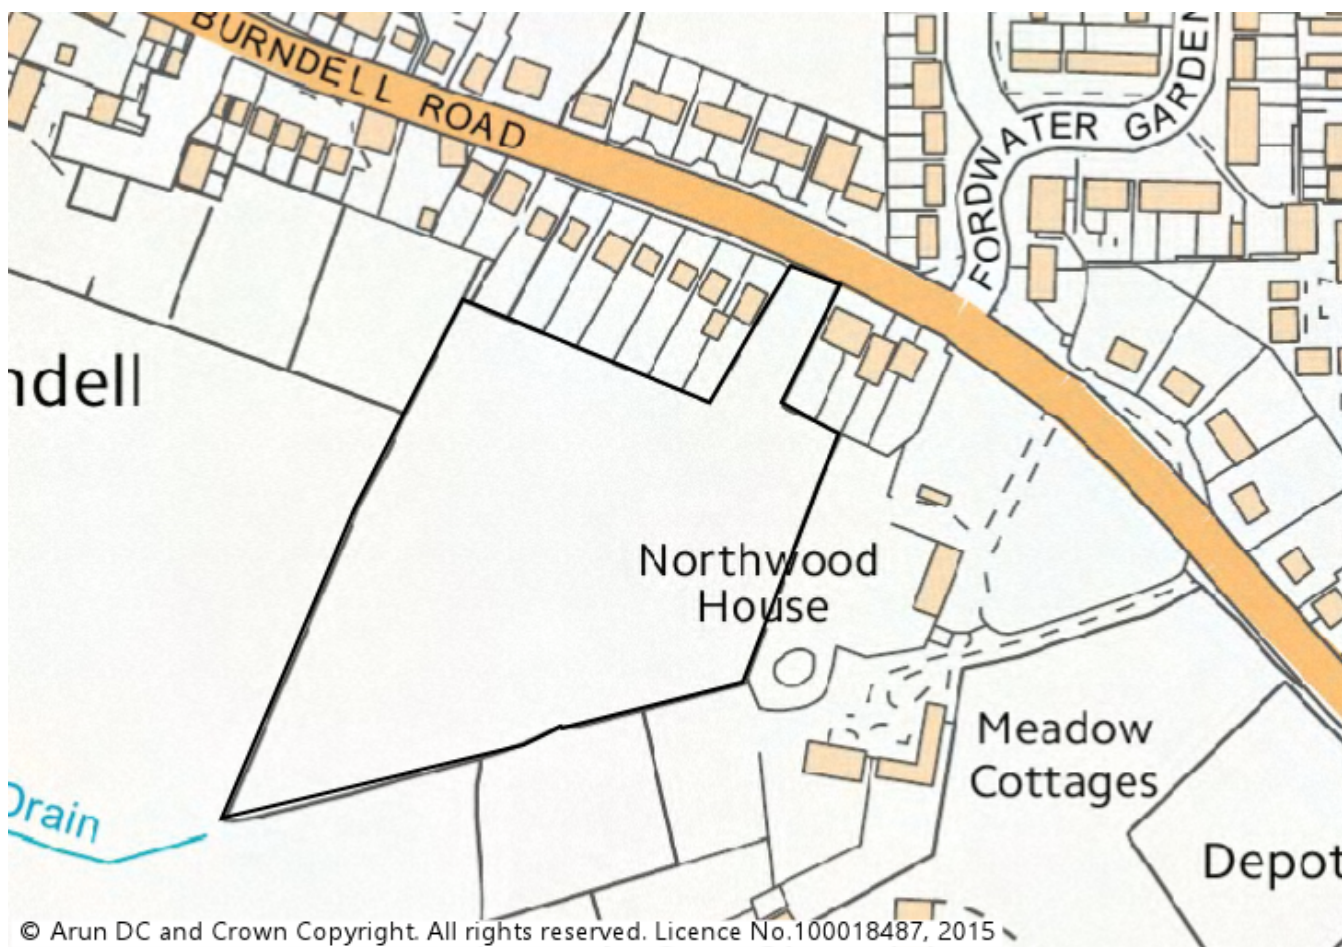 BURNDELL ROAD
FORDWATER GARDEN
ndell
Northwood
House
Meadow
Cottages
Drain
Depot
© Arun DC and Crown Copyright. All rights reserved. Licence No.100018487, 2015